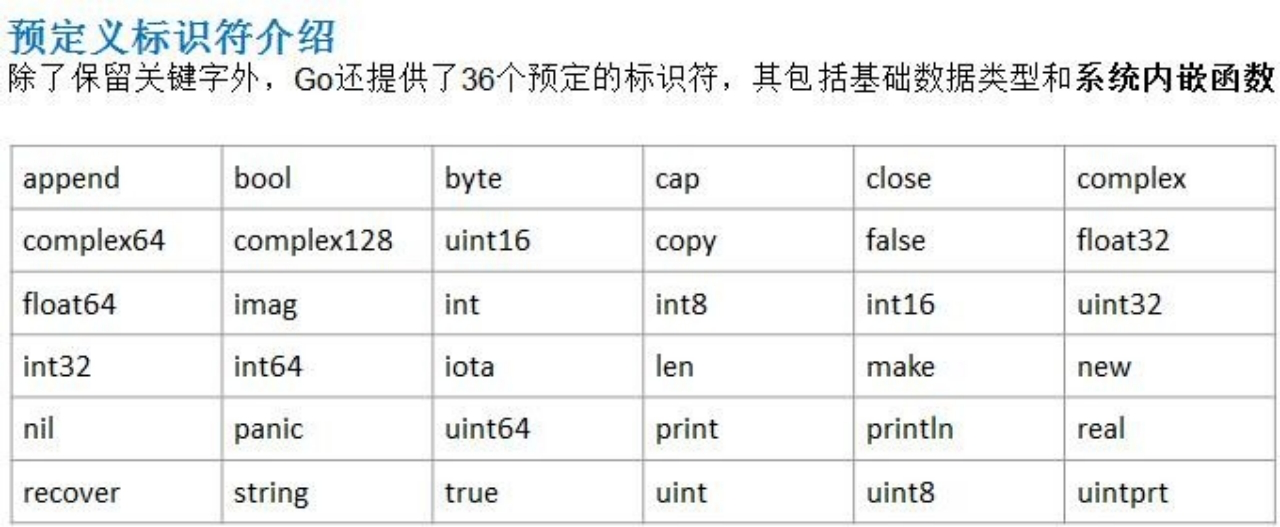 预定义标识符介绍
除了保留关键字外，Go还提供了36个预定的标识符，其包括基础数据类型和系统内嵌函数
append bool byte cap close complex
complex64 complex128 uint16 copy false float32
float64 imag int int8 int16 uint32
int32 int64 iota len make new
nil panic uint64 print println real
recover string true uint uint8 uintprt